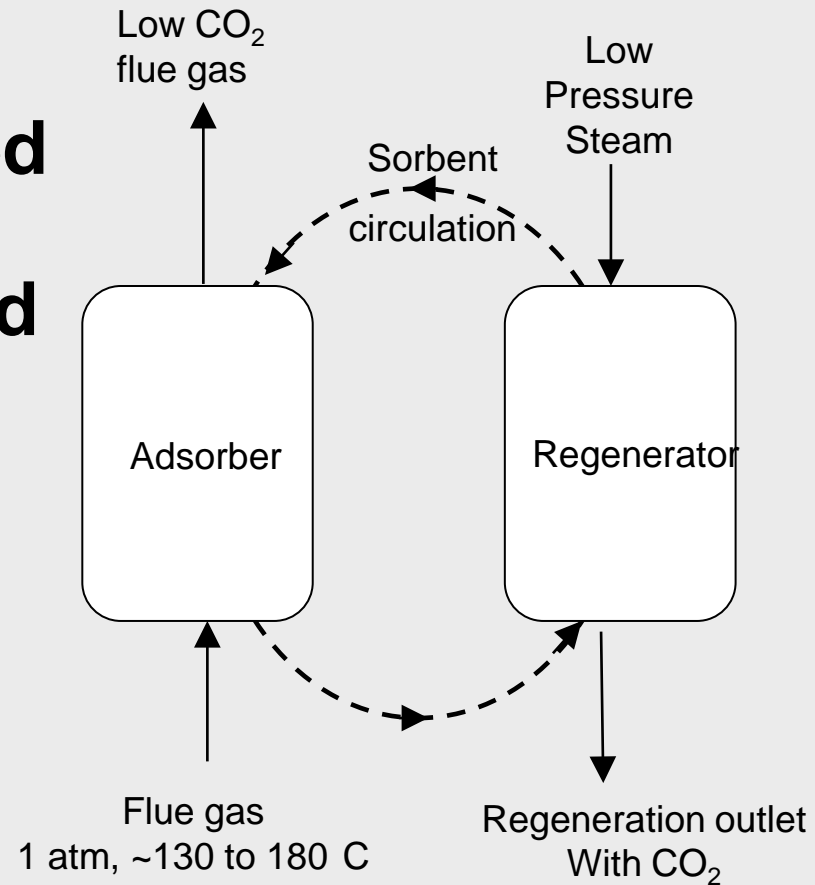 Low CO₂
flue gas
Low
Pressure
Steam
d
Sorbent
circulation
d
Adsorber
Regenerator
Flue gas
1 atm, ~130 to 180 C
Regeneration outlet
With CO₂